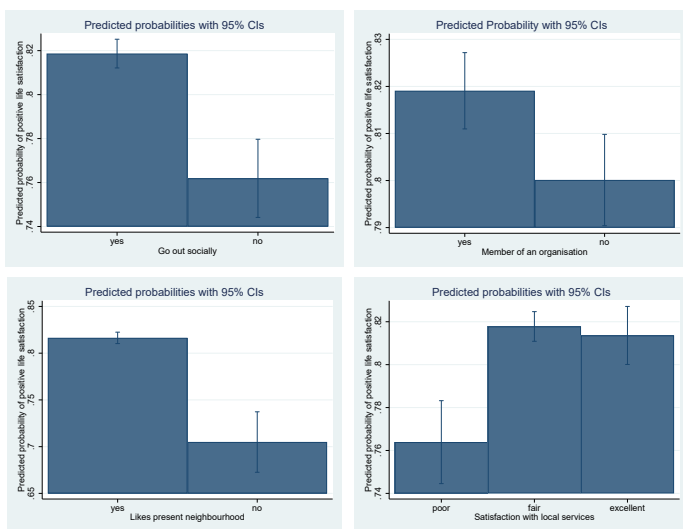 Predicted probabilities with 95% CIs
Predicted probability of positive life satisfaction
.82
.8
.78
.76
.74
yes no
Go out socially
Predicted Probability with 95% CIs
Predicted probability of positive life satisfaction
.83
.82
.81
.8
.79
yes no
Member of an organisation
Predicted probabilities with 95% CIs
Predicted probability of positive life satisfaction
.85
.8
.75
.7
.65
yes no
Likes present neighbourhood
Predicted probabilities with 95% CIs
Predicted probability of positive life satisfaction
.82
.8
.78
.76
.74
poor fair excellent
Satisfaction with local services